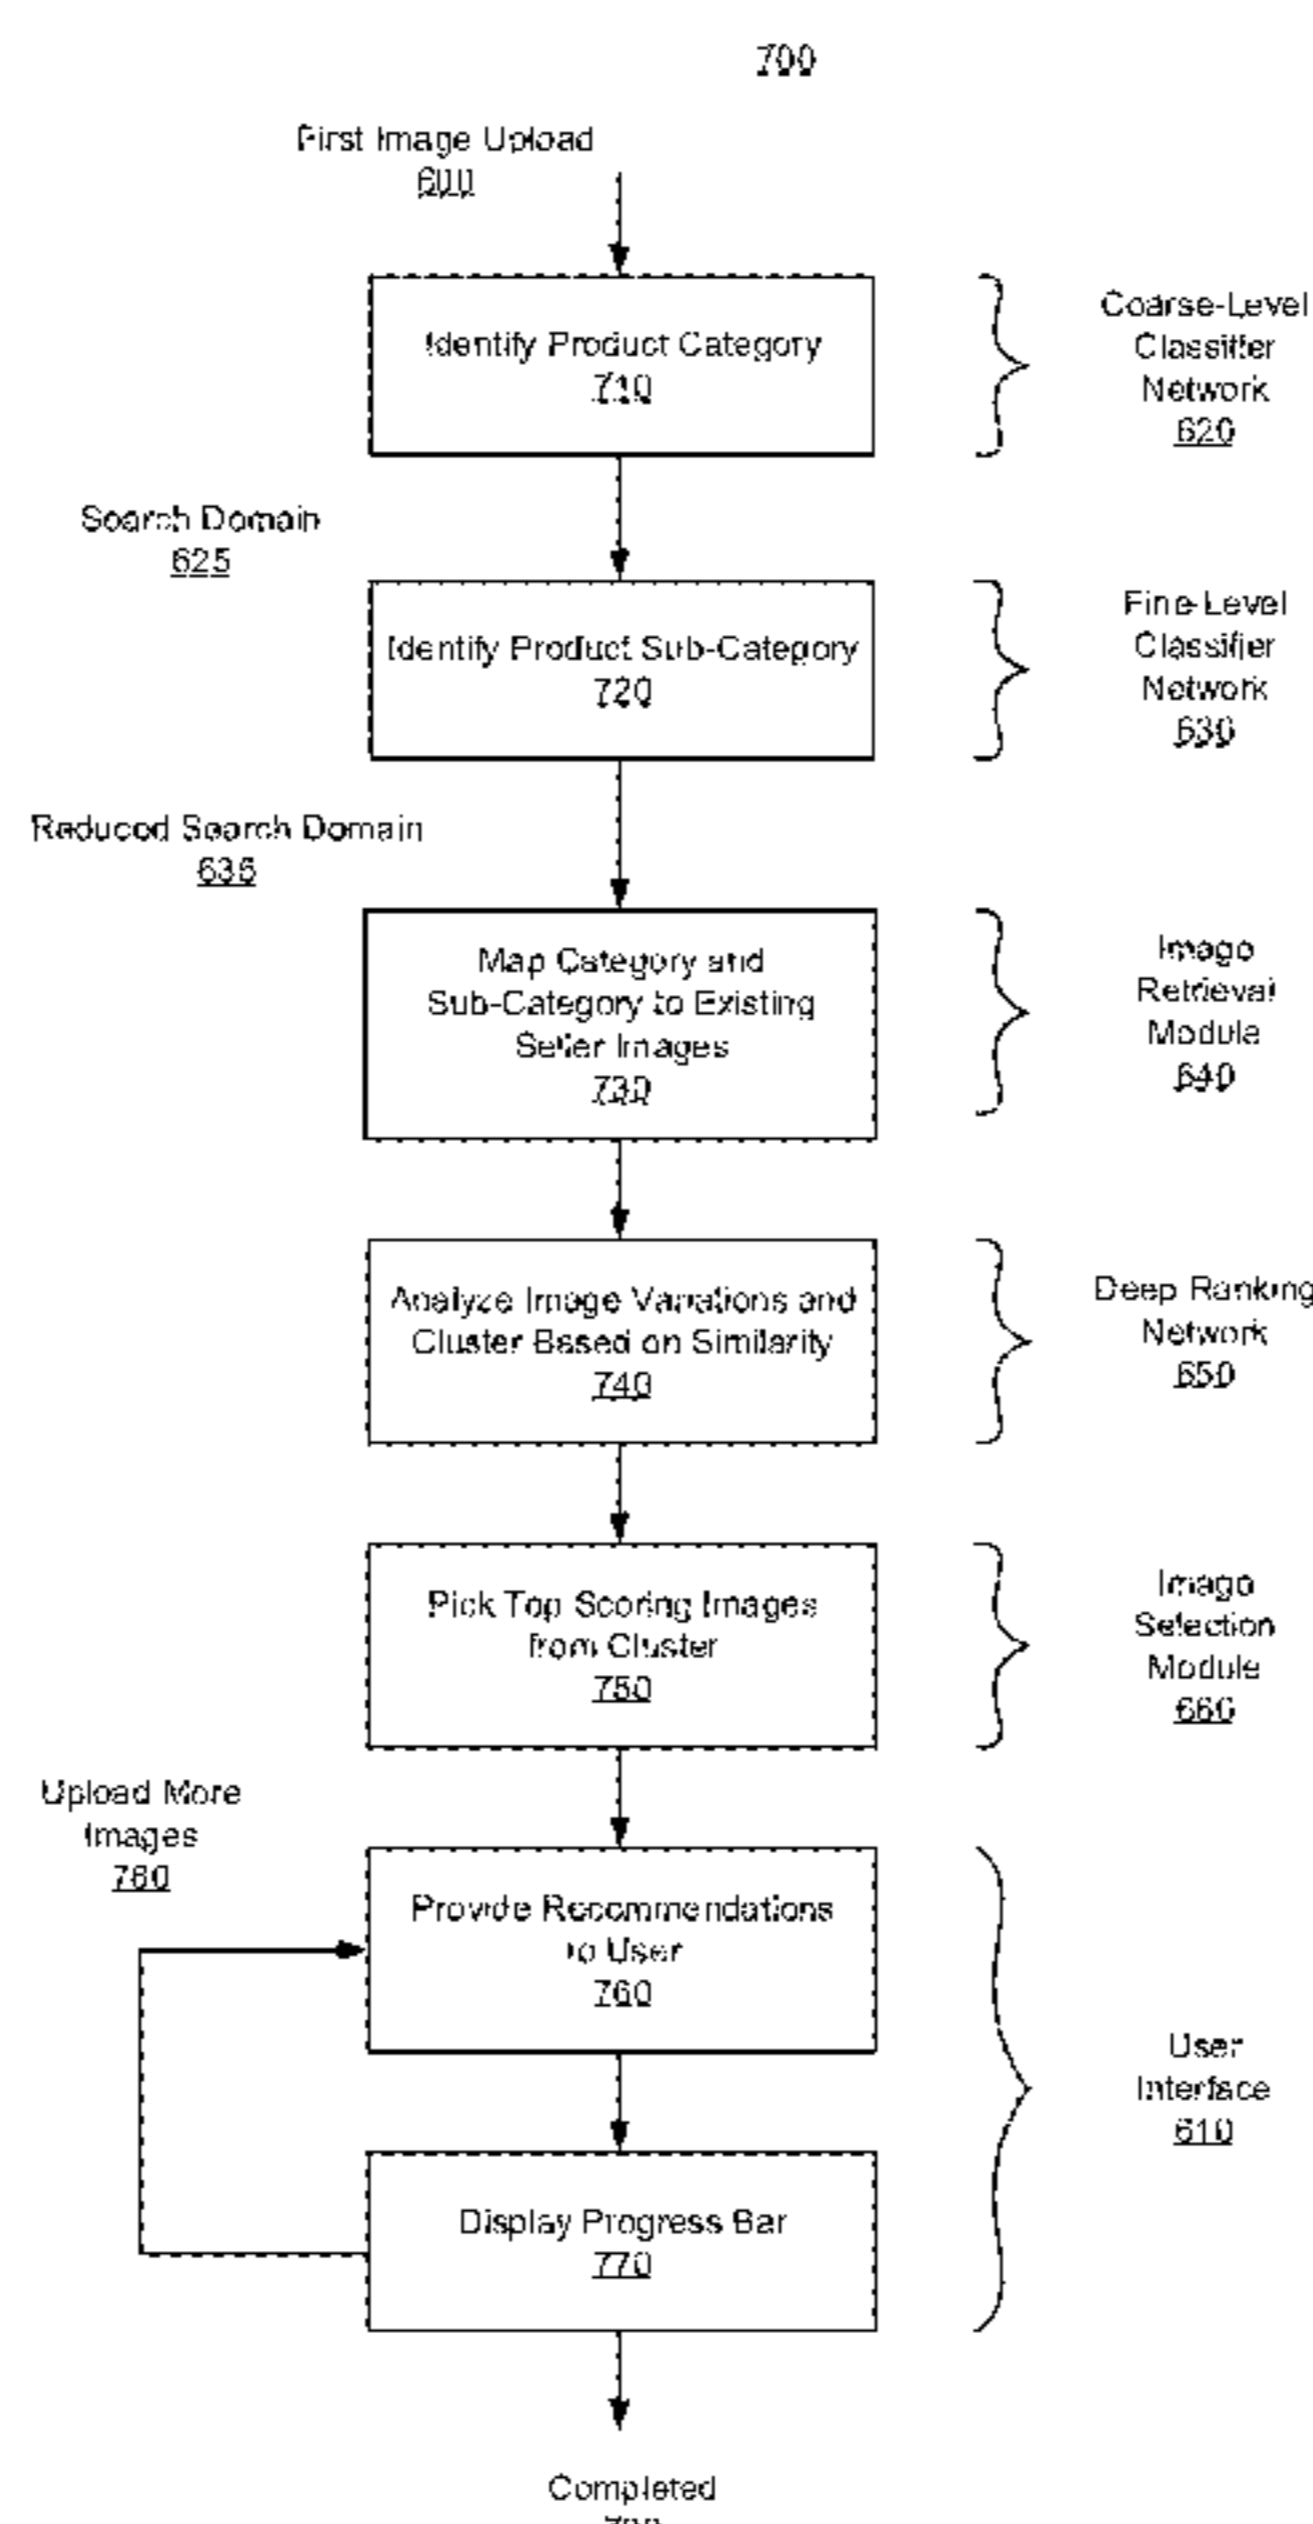 700
First Image Upload
600
Identify Product Category
710
Coarse-Level
Classifier
Network
620
Search Domain
625
Identify Product Sub-Category
720
Fine-Level
Classifier
Network
630
Reduced Search Domain
635
Map Category and
Sub-Category to Existing
Seller Images
730
Image
Retrieval
Module
640
Analyze Image Variations and
Cluster Based on Similarity
740
Deep Ranking
Network
650
Pick Top Scoring Images
from Cluster
750
Image
Selection
Module
660
Upload More
Images
780
Provide Recommendations
to User
760
User
Interface
610
Display Progress Bar
770
Completed